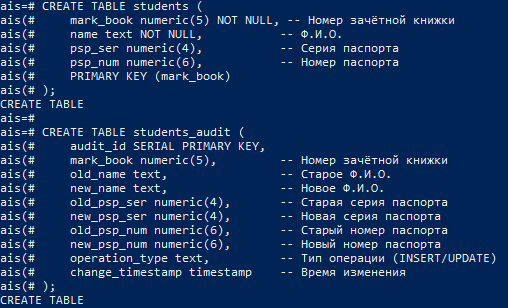 ais=# CREATE TABLE students (
ais(#     mark_book numeric(5) NOT NULL, -- Номер зачётной книжки
ais(#     name text NOT NULL,            -- Ф.И.О.
ais(#     psp_ser numeric(4),            -- Серия паспорта
ais(#     psp_num numeric(6),            -- Номер паспорта
ais(#     PRIMARY KEY (mark_book)
ais(# );
CREATE TABLE
ais=#
ais=# CREATE TABLE students_audit (
ais(#     audit_id SERIAL PRIMARY KEY,
ais(#     mark_book numeric(5),         -- Номер зачётной книжки
ais(#     old_name text,                -- Старое Ф.И.О.
ais(#     new_name text,                -- Новое Ф.И.О.
ais(#     old_psp_ser numeric(4),       -- Старая серия паспорта
ais(#     new_psp_ser numeric(4),       -- Новая серия паспорта
ais(#     old_psp_num numeric(6),       -- Старый номер паспорта
ais(#     new_psp_num numeric(6),       -- Новый номер паспорта
ais(#     operation_type text,          -- Тип операции (INSERT/UPDATE)
ais(#     change_timestamp timestamp    -- Время изменения
ais(# );
CREATE TABLE